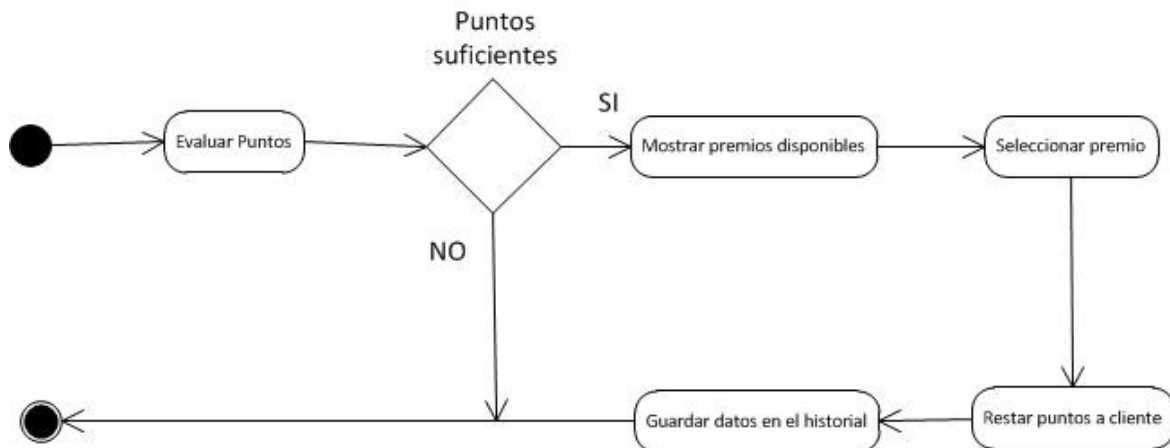 Puntos
suficientes
Evaluar Puntos
SI
Mostrar premios disponibles
Seleccionar premio
NO
Guardar datos en el historial
Restar puntos a cliente